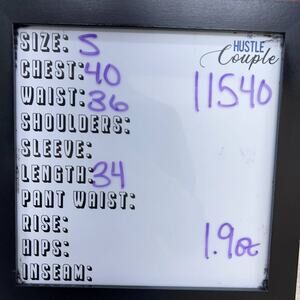 SIZE: S
HUSTLE
Couple
CHEST: 40
WAIST: 36
11540
SHOULDERS:
SLEEVE:
LENGTH: 34
PANT WAIST:
RISE:
1.9oz
HIPS:
INSEAM: